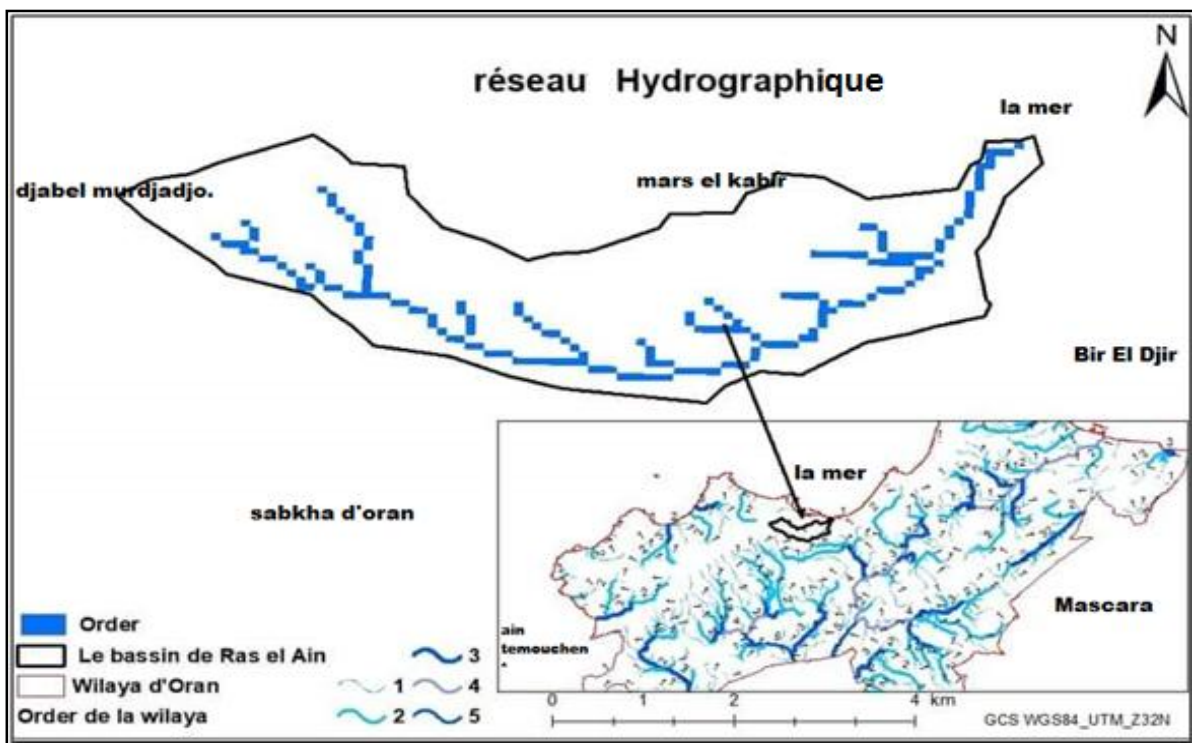 N
réseau Hydrographique
la mer
djabel murdjadjo.
mars el kabir
Bir El Djir
la mer
sabkha d'oran
Mascara
ain
temouchen
Order
Le bassin de Ras el Ain
3
Wilaya d'Oran
1
4
Order de la wilaya
2
5
0 1 2 4 km
GCS WGS84_UTM_Z32N